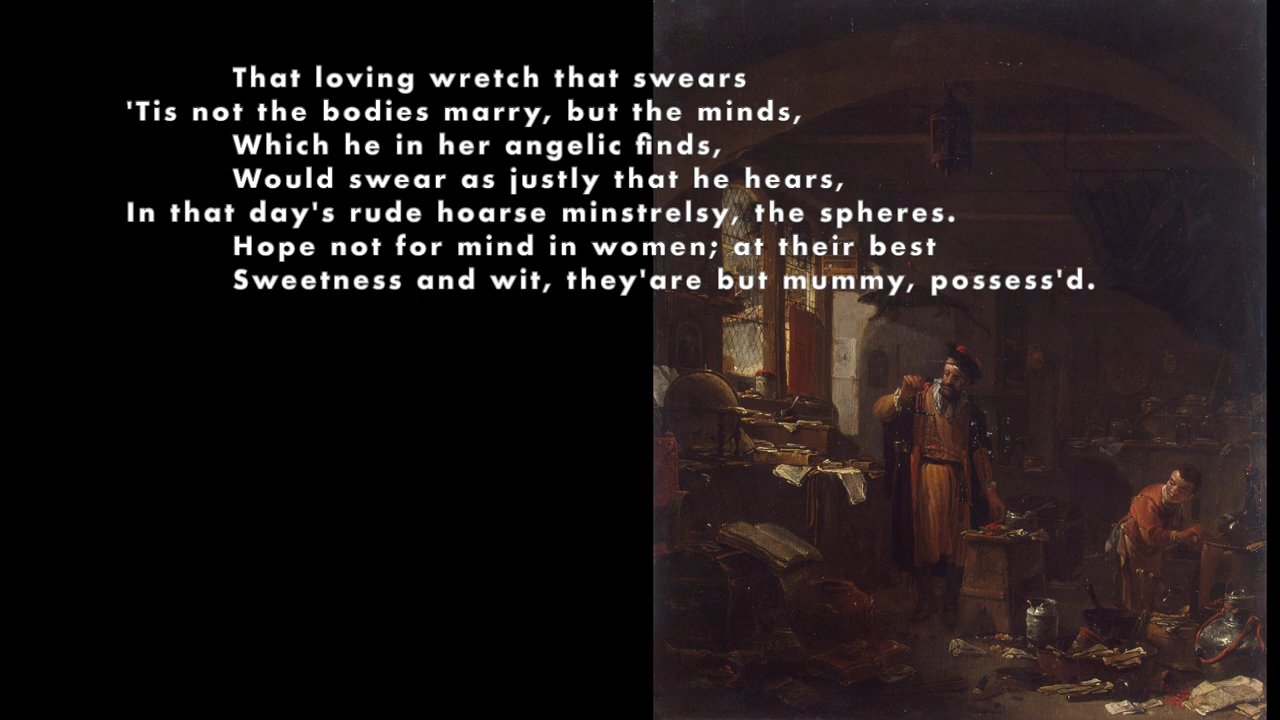 That loving wretch that swears
'Tis not the bodies marry, but the minds,
Which he in her angelic finds,
Would swear as justly that he hears,
In that day's rude hoarse minstrelsy, the spheres.
Hope not for mind in women; at their best
Sweetness and wit, they'are but mummy, possess'd.